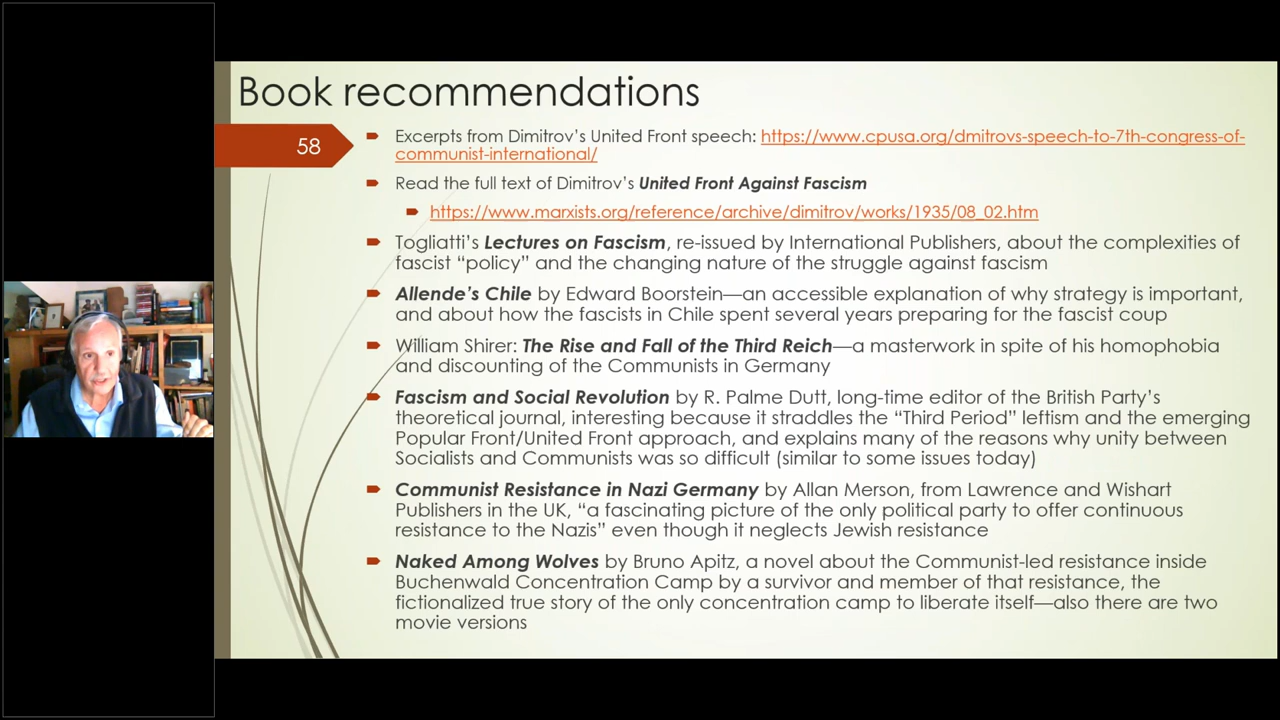 Book recommendations
58
Excerpts from Dimitrov's United Front speech: https://www.cpusa.org/dmitrovs-speech-to-7th-congress-of-
communist-international/
Read the full text of Dimitrov's United Front Against Fascism
https://www.marxists.org/reference/archive/dimitrov/works/1935/08_02.htm
Togliatti's Lectures on Fascism, re-issued by International Publishers, about the complexities of
fascist “policy” and the changing nature of the struggle against fascism
Allende's Chile by Edward Boorstein—an accessible explanation of why strategy is important,
and about how the fascists in Chile spent several years preparing for the fascist coup
William Shirer: The Rise and Fall of the Third Reich—a masterwork in spite of his homophobia
and discounting of the Communists in Germany
Fascism and Social Revolution by R. Palme Dutt, long-time editor of the British Party's
theoretical journal, interesting because it straddles the “Third Period” leftism and the emerging
Popular Front/United Front approach, and explains many of the reasons why unity between
Socialists and Communists was so difficult (similar to some issues today)
Communist Resistance in Nazi Germany by Allan Merson, from Lawrence and Wishart
Publishers in the UK, “a fascinating picture of the only political party to offer continuous
resistance to the Nazis” even though it neglects Jewish resistance
Naked Among Wolves by Bruno Apitz, a novel about the Communist-led resistance inside
Buchenwald Concentration Camp by a survivor and member of that resistance, the
fictionalized true story of the only concentration camp to liberate itself—also there are two
movie versions